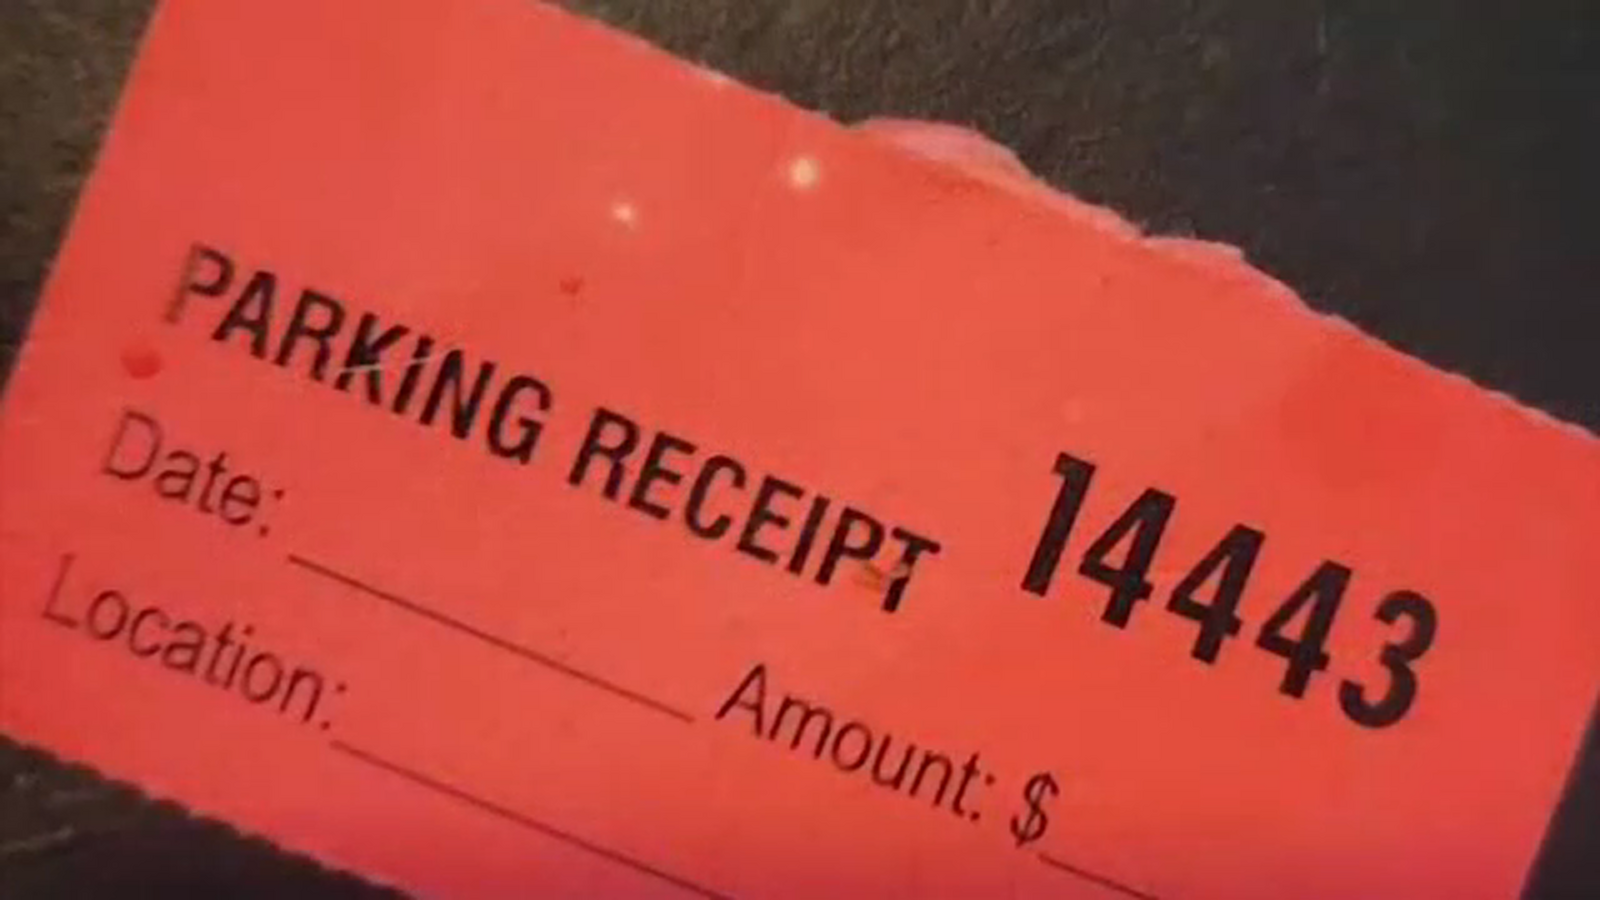 PARKING RECEIPT 14443
Date: Amount: $
Location: